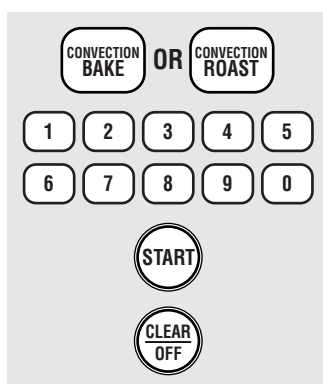 CONVECTION BAKE OR CONVECTION ROAST
1 2 3 4 5
6 7 8 9 0
START
CLEAR
OFF